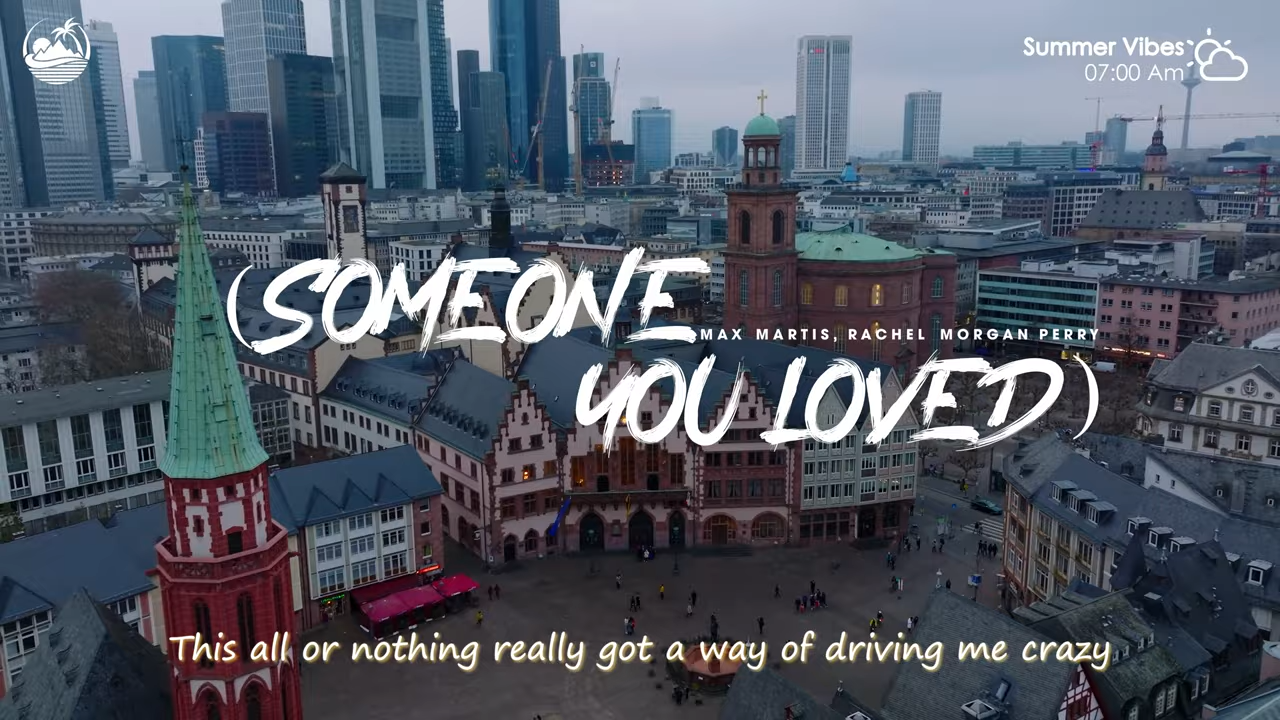 Summer Vibes
07:00 Am
(SOMEONE
MAX MARTIS, RACHEL MORGAN PERRY
YOU LOVED)
This all or nothing really got a way of driving me crazy